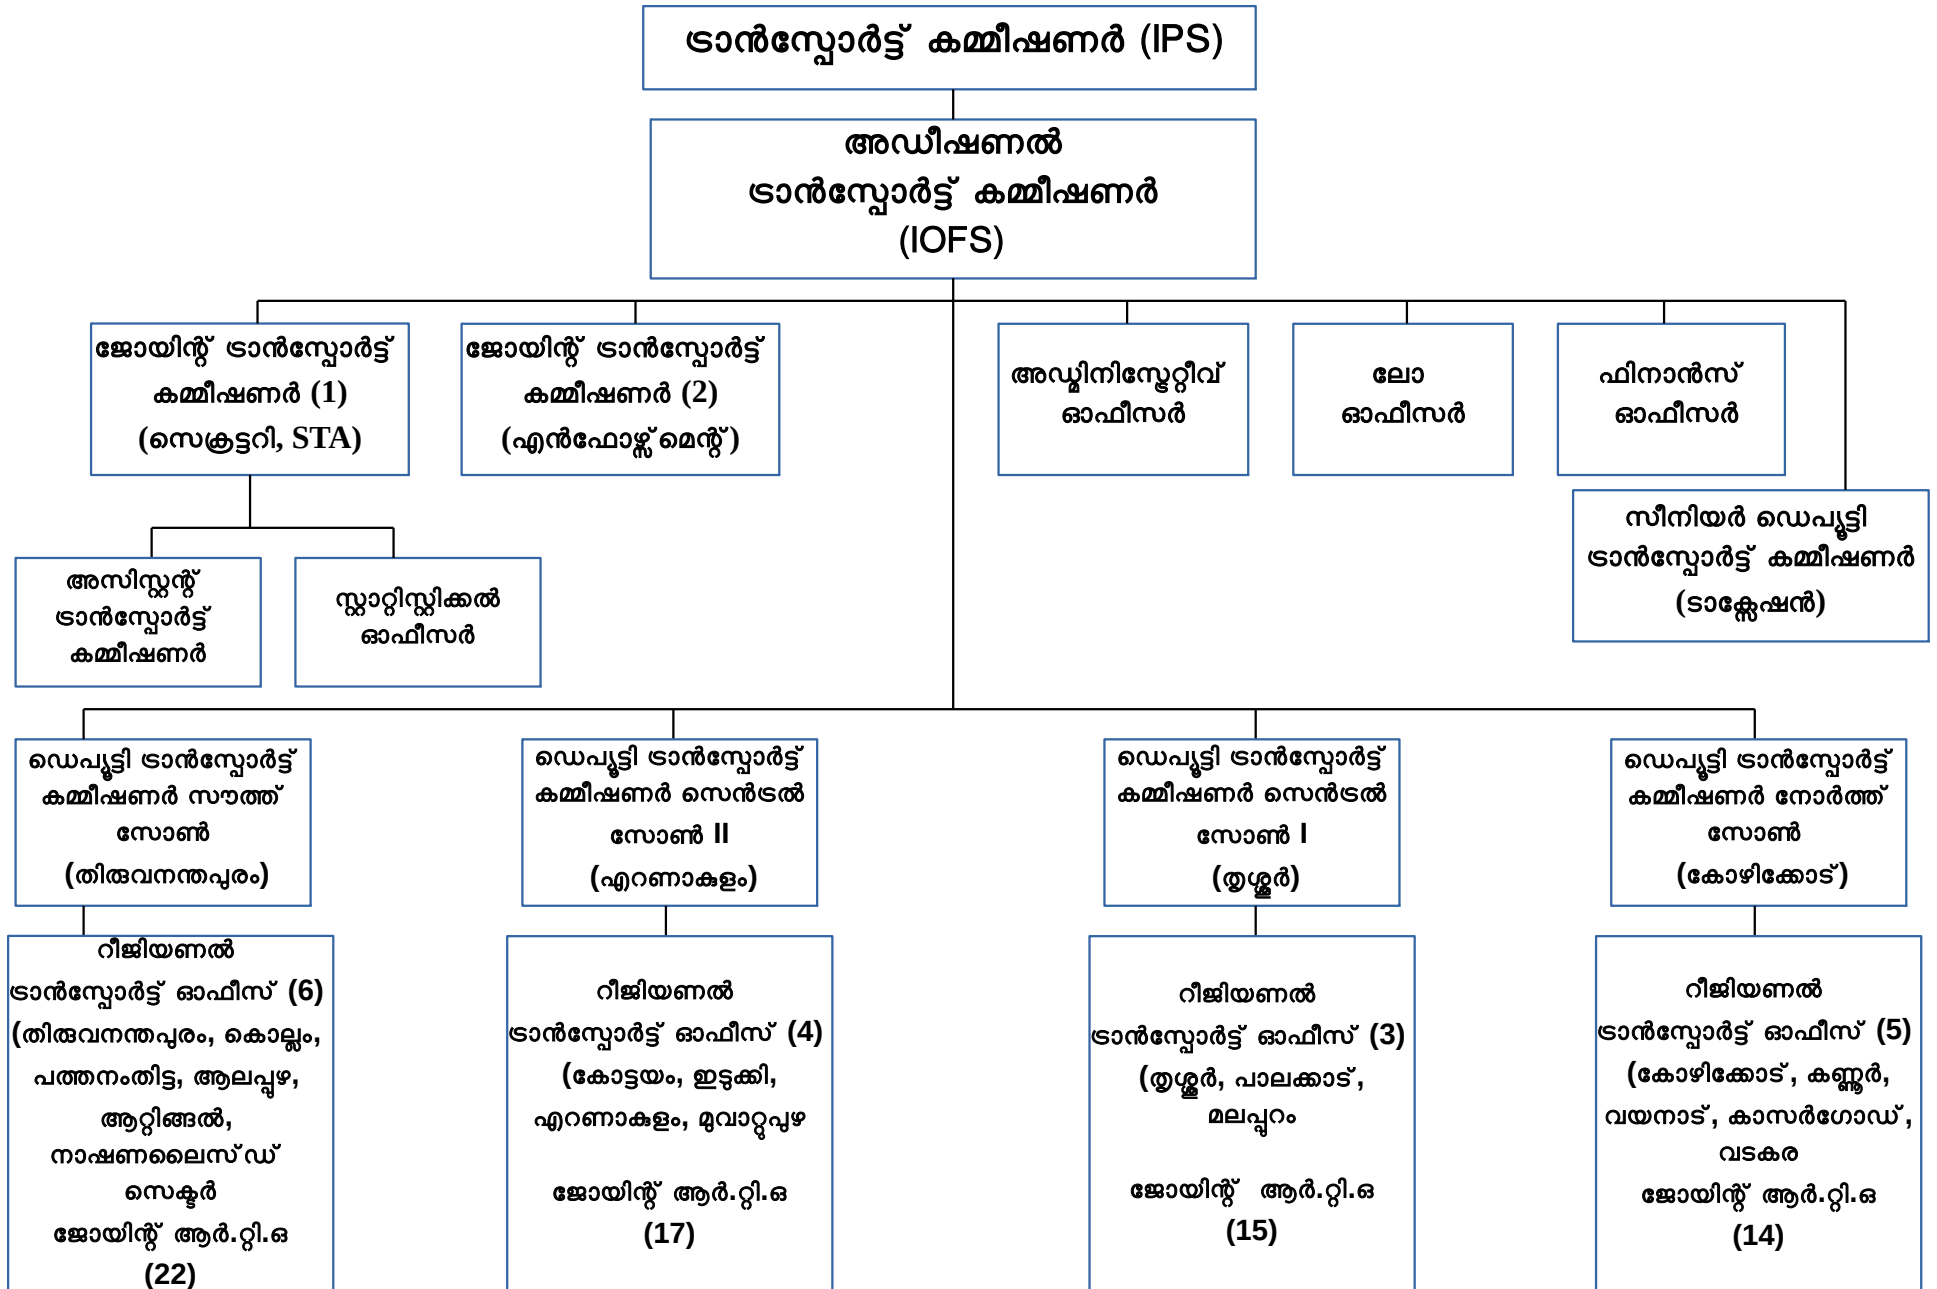 ട്രാൻസ്പോർട്ട് കമ്മീഷണർ (IPS)
അഡീഷണൽ
ട്രാൻസ്പോർട്ട് കമ്മീഷണർ
(IOFS)
ജോയിന്റ് ട്രാൻസ്പോർട്ട്
കമ്മീഷണർ (1)
(സെക്രട്ടറി, STA)
ജോയിന്റ് ട്രാൻസ്പോർട്ട്
കമ്മീഷണർ (2)
(എൻഫോഴ്സ്മെന്റ്)
അഡ്മിനിസ്ട്രേറ്റീവ്
ഓഫീസർ
ലോ
ഓഫീസർ
ഫിനാൻസ്
ഓഫീസർ
സീനിയർ ഡെപ്യൂട്ടി
ട്രാൻസ്പോർട്ട് കമ്മീഷണർ
(ടാക്സേഷൻ)
അസിസ്റ്റന്റ്
ട്രാൻസ്പോർട്ട്
കമ്മീഷണർ
സ്റ്റാറ്റിസ്റ്റിക്കൽ
ഓഫീസർ
ഡെപ്യൂട്ടി ട്രാൻസ്പോർട്ട്
കമ്മീഷണർ സൗത്ത്
സോൺ
(തിരുവനന്തപുരം)
ഡെപ്യൂട്ടി ട്രാൻസ്പോർട്ട്
കമ്മീഷണർ സെൻട്രൽ
സോൺ II
(എറണാകുളം)
ഡെപ്യൂട്ടി ട്രാൻസ്പോർട്ട്
കമ്മീഷണർ സെൻട്രൽ
സോൺ I
(തൃശ്ശൂർ)
ഡെപ്യൂട്ടി ട്രാൻസ്പോർട്ട്
കമ്മീഷണർ നോർത്ത്
സോൺ
(കോഴിക്കോട്)
റീജിയണൽ
ട്രാൻസ്പോർട്ട് ഓഫീസ് (6)
(തിരുവനന്തപുരം, കൊല്ലം,
പത്തനംതിട്ട, ആലപ്പുഴ,
ആറ്റിങ്ങൽ,
നാഷണലൈസ്ഡ്
സെക്ടർ
ജോയിന്റ് ആർ.റ്റി.ഒ
(22)
റീജിയണൽ
ട്രാൻസ്പോർട്ട് ഓഫീസ് (4)
(കോട്ടയം, ഇടുക്കി,
എറണാകുളം, മുവാറ്റുപുഴ
ജോയിന്റ് ആർ.റ്റി.ഒ
(17)
റീജിയണൽ
ട്രാൻസ്പോർട്ട് ഓഫീസ് (3)
(തൃശ്ശൂർ, പാലക്കാട്,
മലപ്പുറം
ജോയിന്റ് ആർ.റ്റി.ഒ
(15)
റീജിയണൽ
ട്രാൻസ്പോർട്ട് ഓഫീസ് (5)
(കോഴിക്കോട്, കണ്ണൂർ,
വയനാട്, കാസർഗോഡ്,
വടകര
ജോയിന്റ് ആർ.റ്റി.ഒ
(14)